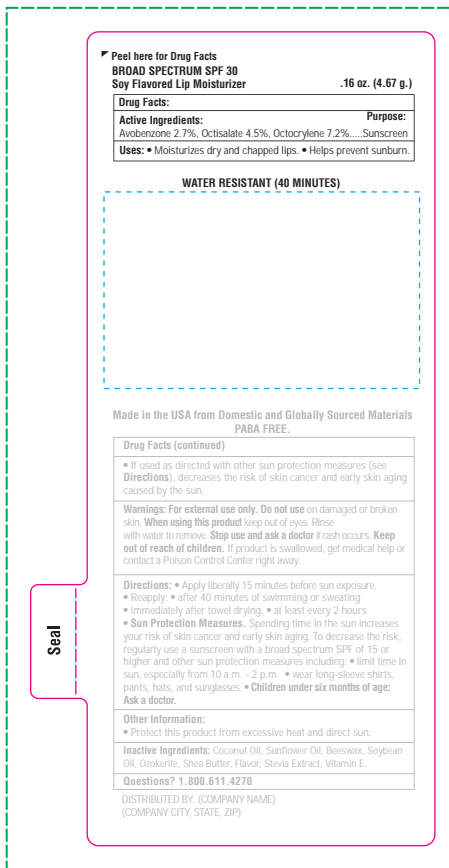 Peel here for Drug Facts
BROAD SPECTRUM SPF 30
Soy Flavored Lip Moisturizer .16 oz. (4.67 g.)
Drug Facts:
Active Ingredients: Purpose:
Avobenzone 2.7%, Octisalate 4.5%, Octocrylene 7.2%.....Sunscreen
Uses: • Moisturizes dry and chapped lips. • Helps prevent sunburn.
WATER RESISTANT (40 MINUTES)
Made in the USA from Domestic and Globally Sourced Materials
PABA FREE.
Drug Facts (continued)
• If used as directed with other sun protection measures (see
Directions), decreases the risk of skin cancer and early skin aging
caused by the sun.
Warnings: For external use only. Do not use on damaged or broken
skin. When using this product keep out of eyes. Rinse
with water to remove. Stop use and ask a doctor if rash occurs. Keep
out of reach of children. If product is swallowed, get medical help or
contact a Poison Control Center right away.
Directions: • Apply liberally 15 minutes before sun exposure.
• Reapply: • after 40 minutes of swimming or sweating
• immediately after towel drying, • at least every 2 hours
• Sun Protection Measures. Spending time in the sun increases
your risk of skin cancer and early skin aging. To decrease the risk,
regularly use a sunscreen with a broad spectrum SPF of 15 or
higher and other sun protection measures including: • limit time in
sun, especially from 10 a.m. - 2 p.m. • wear long-sleeve shirts,
pants, hats, and sunglasses. • Children under six months of age:
Ask a doctor.
Other Information:
• Protect this product from excessive heat and direct sun.
Inactive Ingredients: Coconut Oil, Sunflower Oil, Beeswax, Soybean
Oil, Ozokerite, Shea Butter, Flavor, Stevia Extract, Vitamin E.
Questions? 1.800.611.4270
DISTRIBUTED BY: (COMPANY NAME)
(COMPANY CITY, STATE, ZIP)
Seal